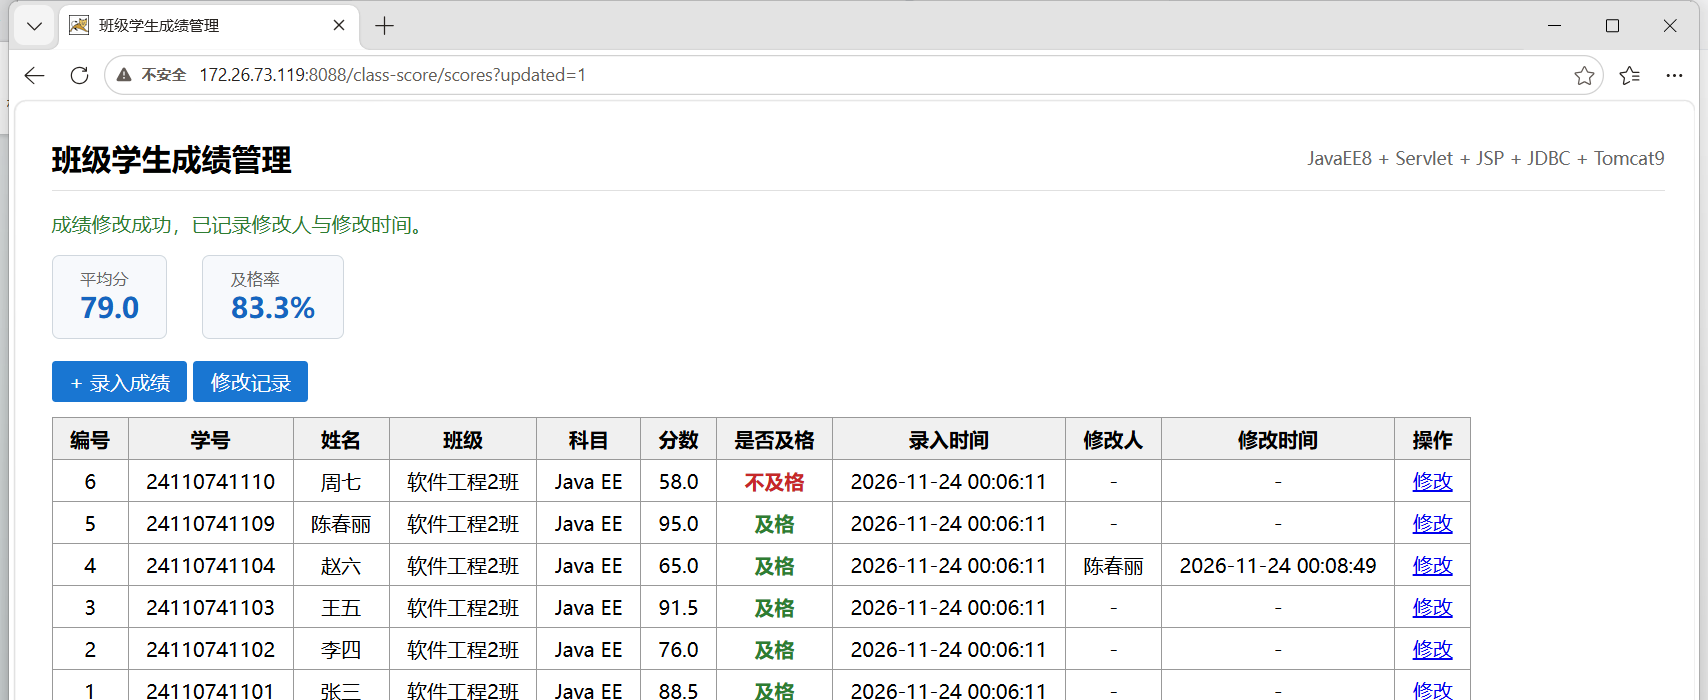 班级学生成绩管理
不安全 172.26.73.119:8088/class-score/scores?updated=1
班级学生成绩管理
JavaEE8 + Servlet + JSP + JDBC + Tomcat9
成绩修改成功，已记录修改人与修改时间。
平均分 及格率
79.0 83.3%
+ 录入成绩 修改记录
编号 学号 姓名 班级 科目 分数 是否及格 录入时间 修改人 修改时间 操作
6 24110741110 周七 软件工程2班 Java EE 58.0 不及格 2026-11-24 00:06:11 - - 修改
5 24110741109 陈春丽 软件工程2班 Java EE 95.0 及格 2026-11-24 00:06:11 - - 修改
4 24110741104 赵六 软件工程2班 Java EE 65.0 及格 2026-11-24 00:06:11 陈春丽 2026-11-24 00:08:49 修改
3 24110741103 王五 软件工程2班 Java EE 91.5 及格 2026-11-24 00:06:11 - - 修改
2 24110741102 李四 软件工程2班 Java EE 76.0 及格 2026-11-24 00:06:11 - - 修改
1 24110741101 张三 软件工程2班 Java EE 88.5 及格 2026-11-24 00:06:11 - - 修改